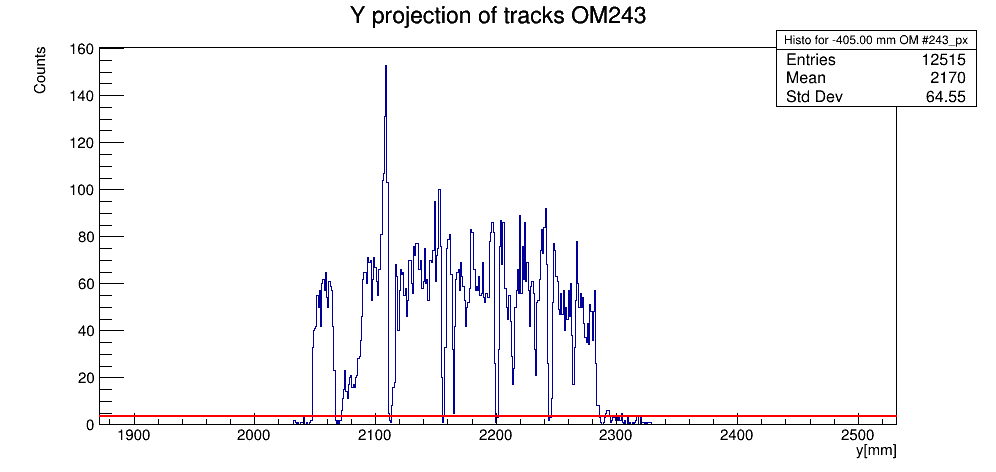 Y projection of tracks OM243
Histo for -405.00 mm OM #243_px
Entries 12515
Mean 2170
Std Dev 64.55
Counts
160
140
120
100
80
60
40
20
0
1900 2000 2100 2200 2300 2400 2500
y[mm]